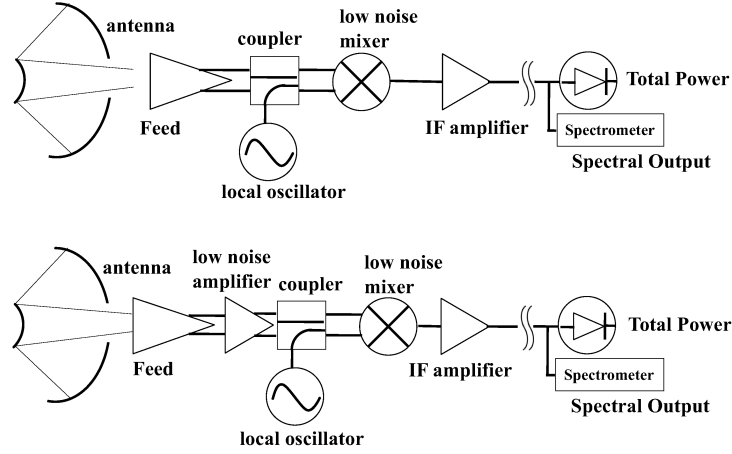 antenna
low noise
mixer
coupler
Total Power
Feed
IF amplifier
Spectrometer
Spectral Output
local oscillator
antenna
low noise
amplifier
coupler
low noise
mixer
Total Power
Feed
IF amplifier
Spectrometer
Spectral Output
local oscillator